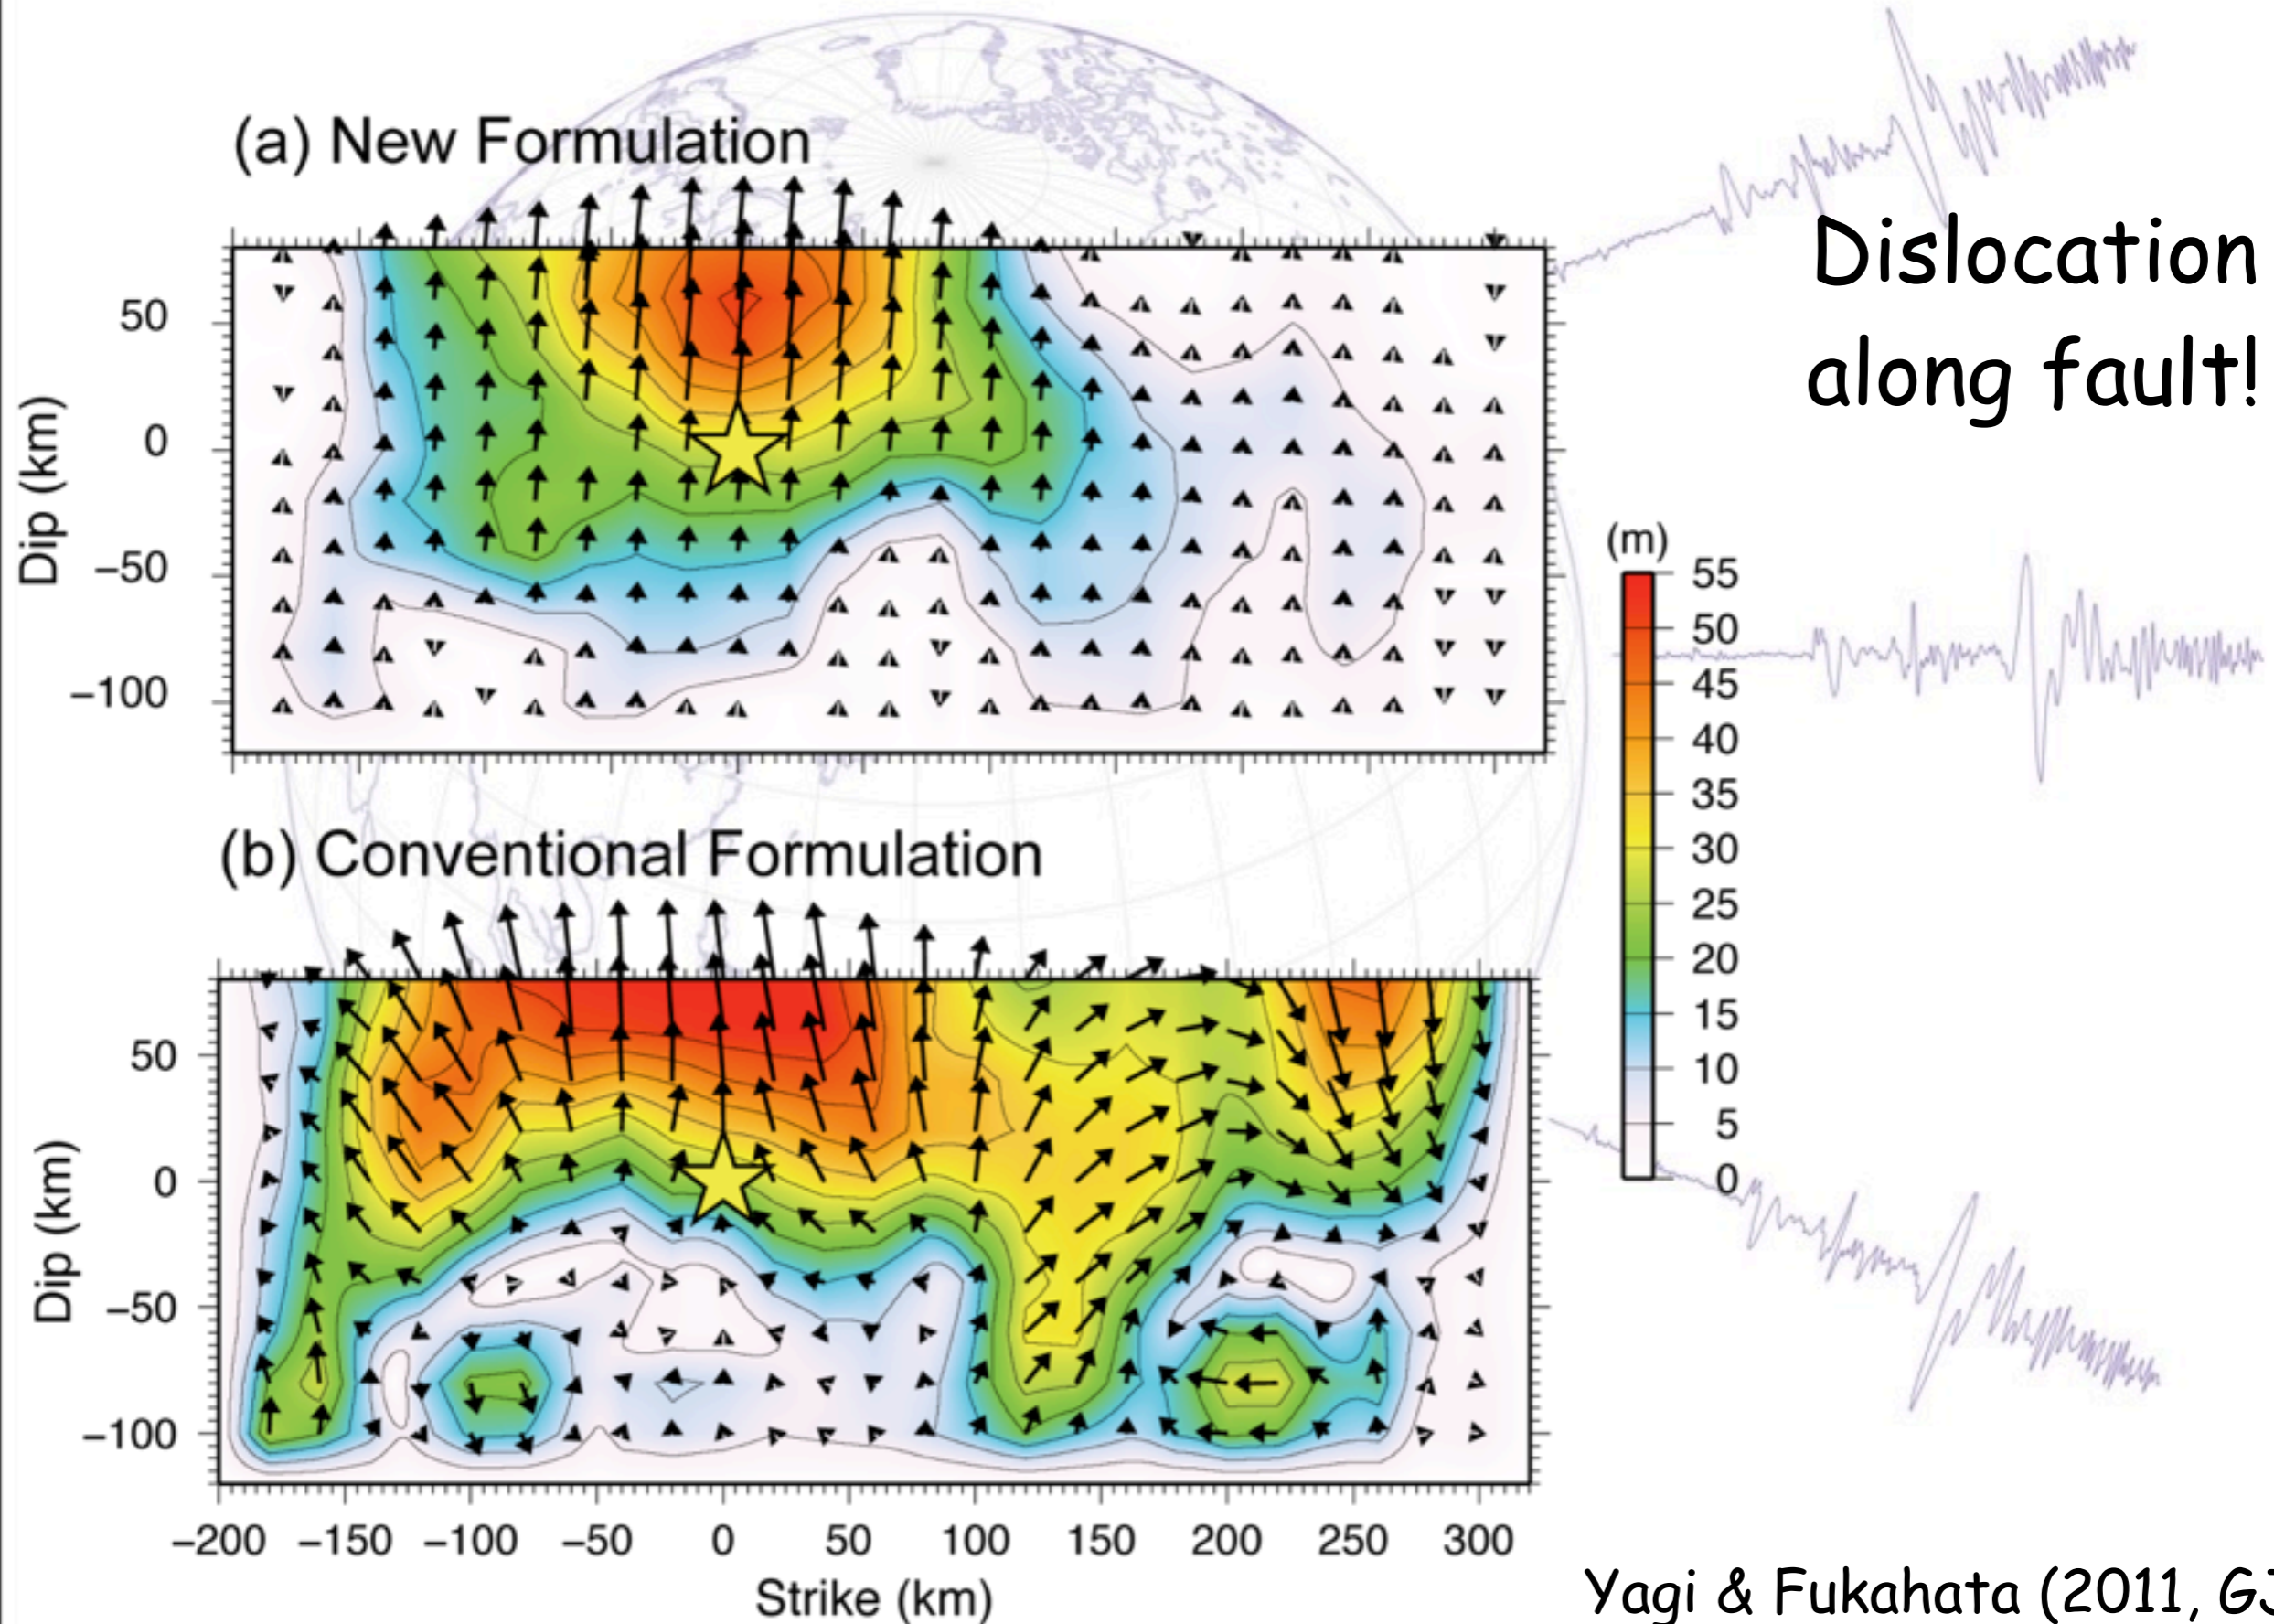 (a) New Formulation
Dislocation
along fault!
50
0
−50
−100
Dip (km)
(m)
55
50
45
40
35
30
25
20
15
10
5
0
(b) Conventional Formulation
50
0
−50
−100
Dip (km)
−200 −150 −100 −50 0 50 100 150 200 250 300
Strike (km)
Yagi & Fukahata (2011, GJ